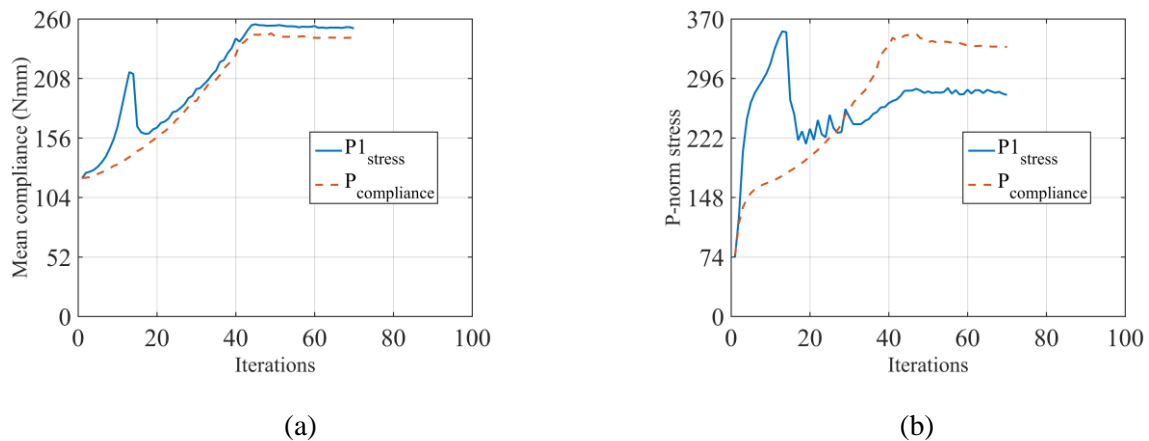 260
208
156
104
52
0
Mean compliance (Nmm)
0 20 40 60 80 100
Iterations
P1stress
Pcompliance
(a)
370
296
222
148
74
0
P-norm stress
0 20 40 60 80 100
Iterations
P1stress
Pcompliance
(b)